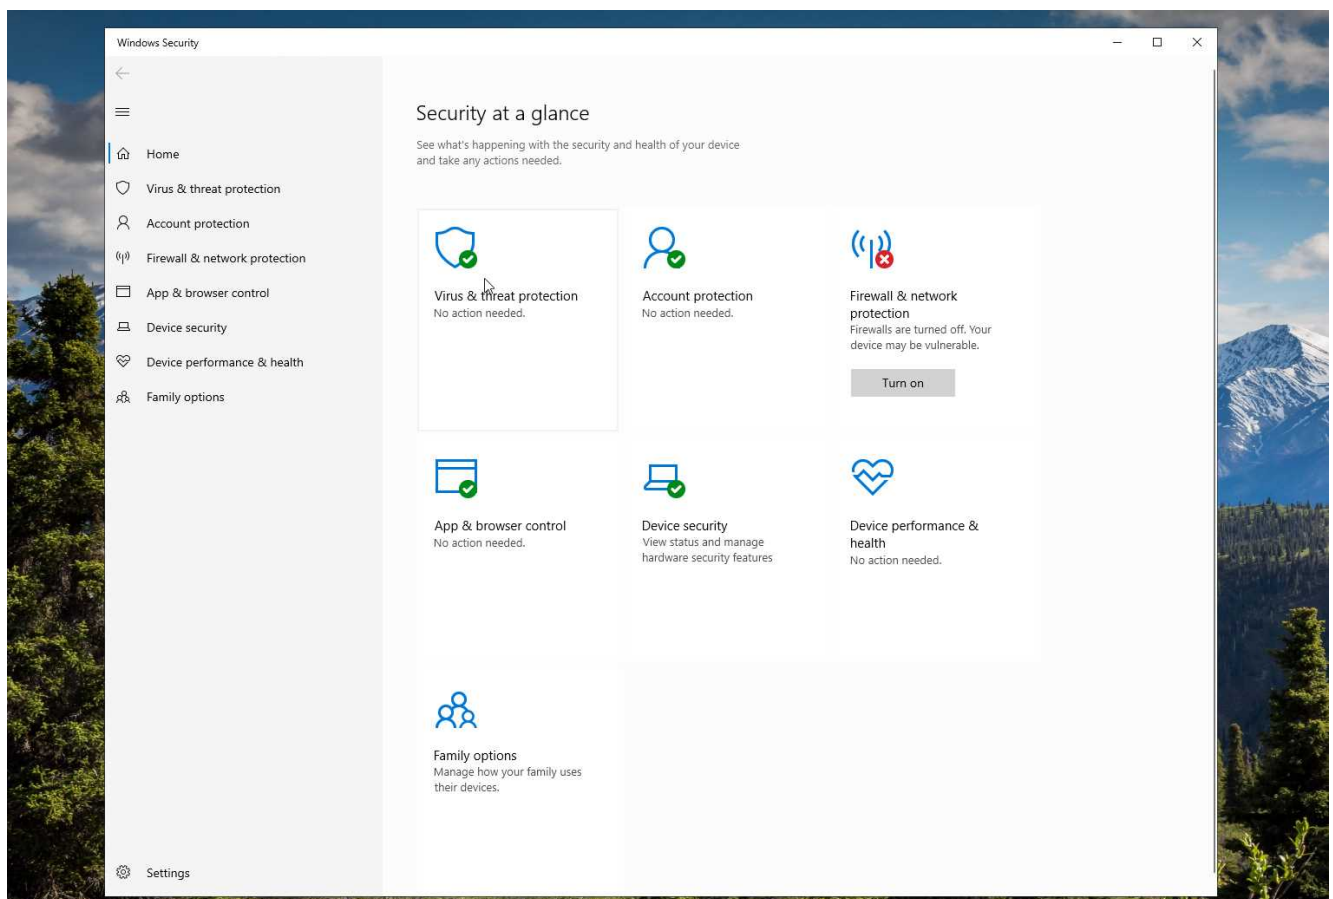 Windows Security
Home
Virus & threat protection
Account protection
Firewall & network protection
App & browser control
Device security
Device performance & health
Family options
Settings
Security at a glance
See what's happening with the security and health of your device
and take any actions needed.
Virus & threat protection
No action needed.
Account protection
No action needed.
Firewall & network
protection
Firewalls are turned off. Your
device may be vulnerable.
Turn on
App & browser control
No action needed.
Device security
View status and manage
hardware security features
Device performance &
health
No action needed.
Family options
Manage how your family uses
their devices.